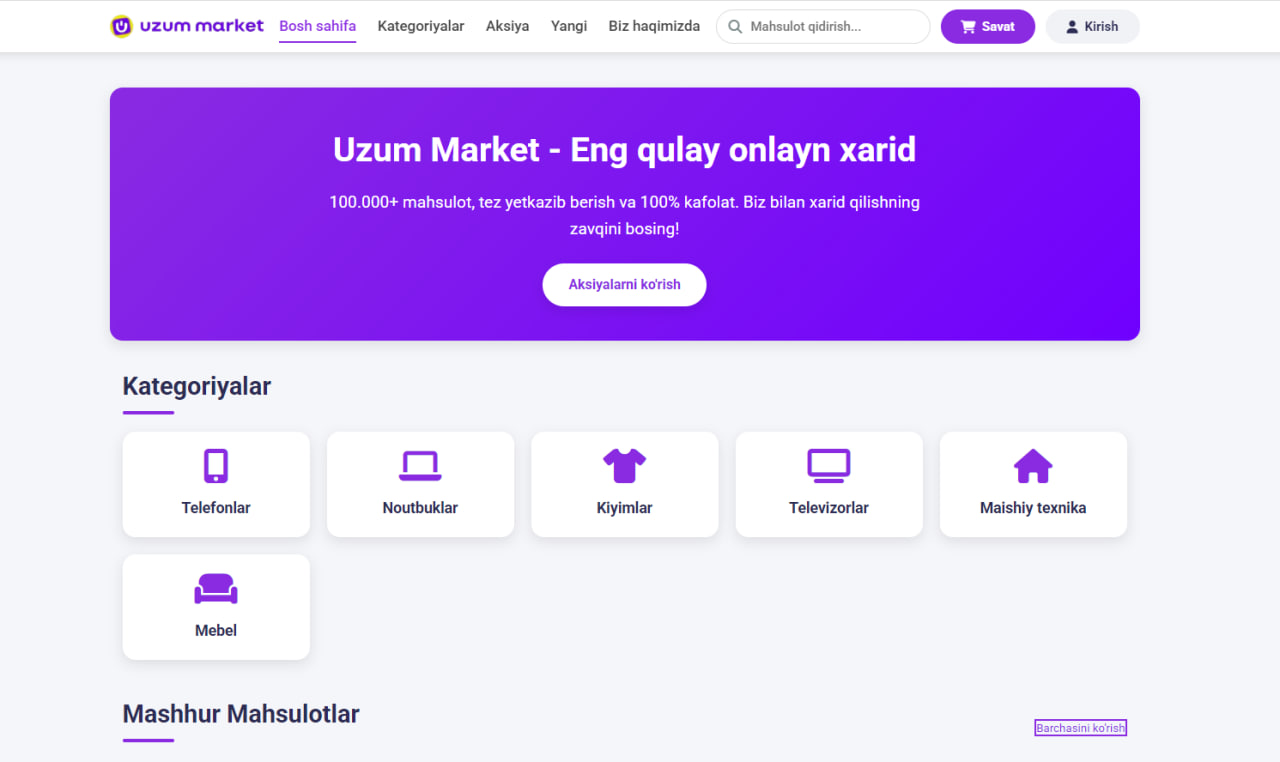 uzum market Bosh sahifa Kategoriyalar Aksiya Yangi Biz haqimizda Mahsulot qidirish... Savat Kirish
Uzum Market - Eng qulay onlayn xarid
100.000+ mahsulot, tez yetkazib berish va 100% kafolat. Biz bilan xarid qilishning
zavqini bosing!
Aksiyalarni ko'rish
Kategoriyalar
Telefonlar Noutbuklar Kiyimlar Televizorlar Maishiy texnika
Mebel
Mashhur Mahsulotlar
Barchasini ko'rish